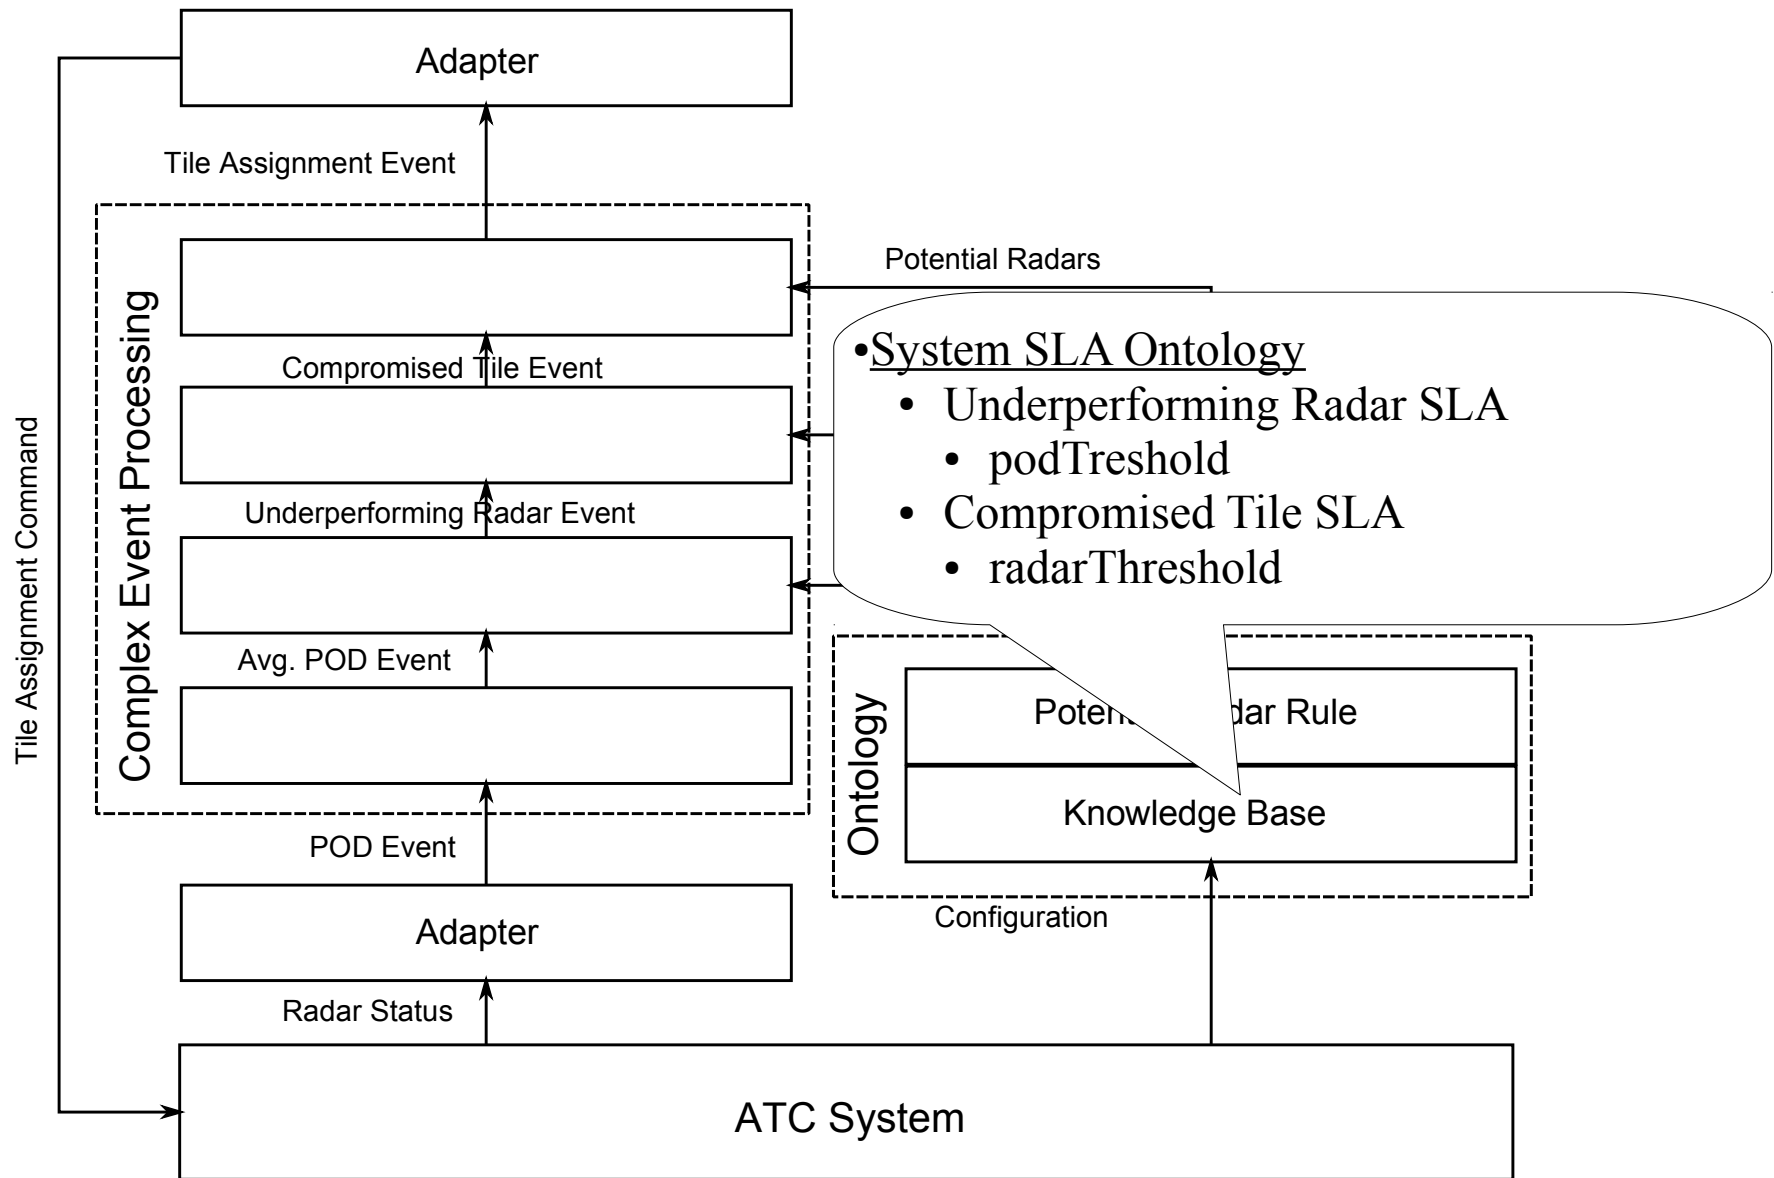 Adapter
Tile Assignment Event
Potential Radars
Complex Event Processing
Tile Assignment Command
Compromised Tile Event
Underperforming Radar Event
Avg. POD Event
•System SLA Ontology
• Underperforming Radar SLA
• podTreshold
• Compromised Tile SLA
• radarThreshold
Ontology
Rule
Knowledge Base
POD Event
Configuration
Adapter
Radar Status
ATC System